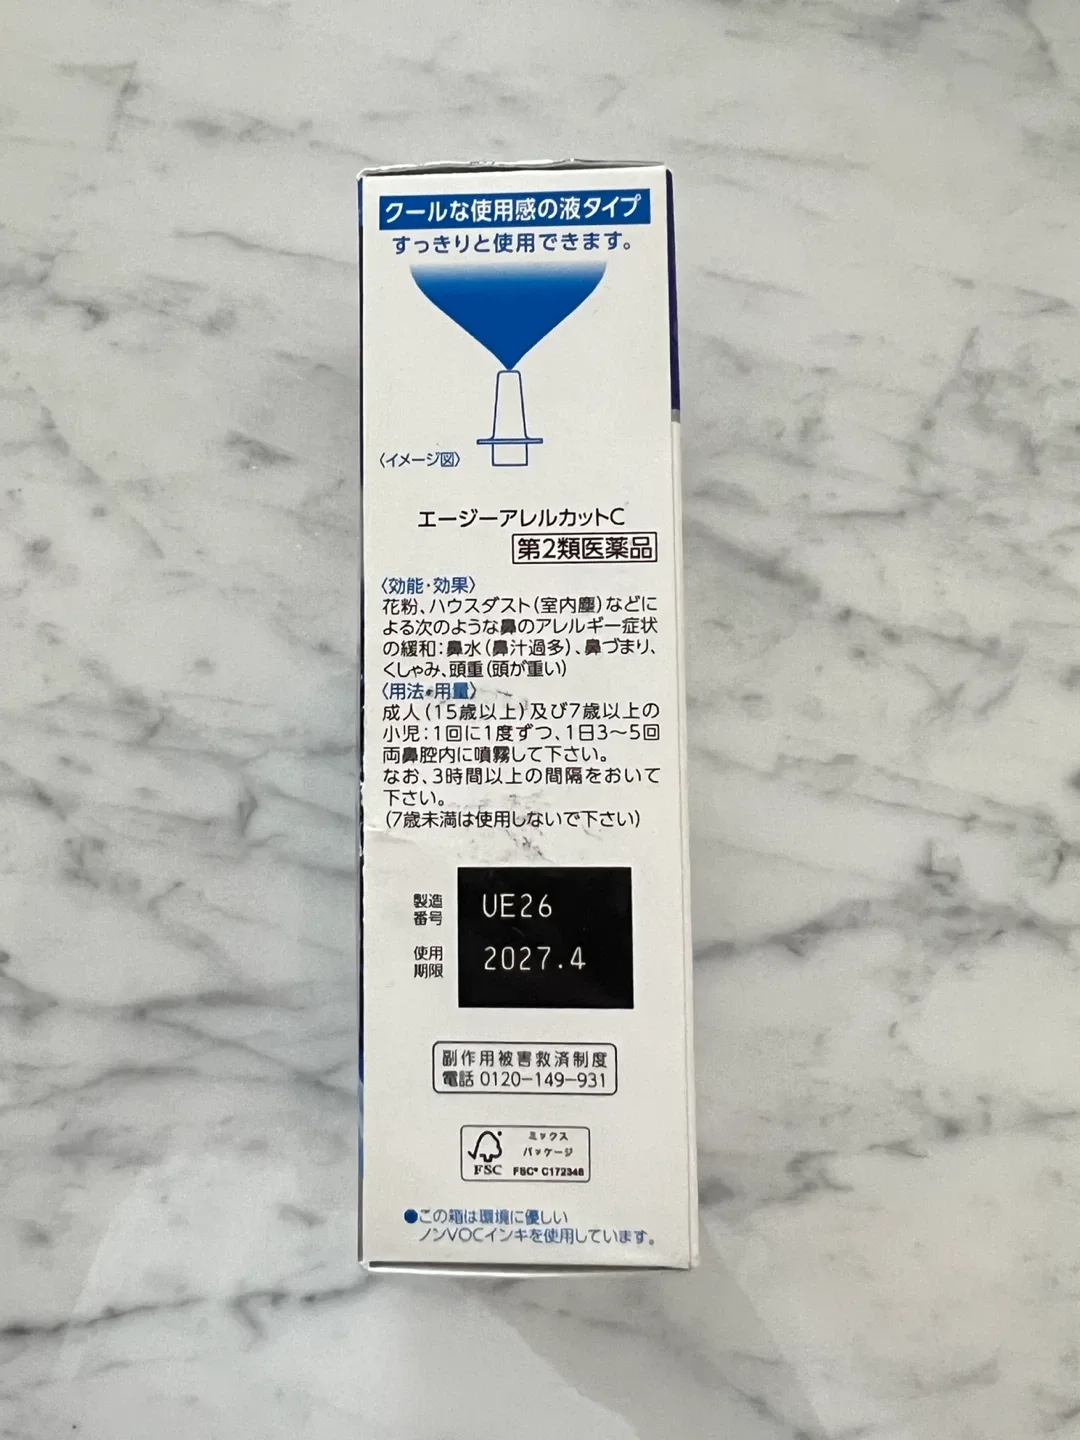 クールな使用感の液タイプ
すっきりと使用できます。
〈イメージ図〉
エージーアレルカットC
第2類医薬品
〈効能・効果〉
花粉、ハウスダスト(室内塵)などに
よる次のような鼻のアレルギー症状
の緩和:鼻水(鼻汁過多)、鼻づまり、
くしゃみ、頭重(頭が重い)
〈用法・用量〉
成人(15歳以上)及び7歳以上の
小児:1回に1度ずつ、1日3〜5回
両鼻腔内に噴霧して下さい。
なお、3時間以上の間隔をおいて
下さい。
(7歳未満は使用しないで下さい)
製造
番号
UE26
使用
期限
2027.4
副作用被害救済制度
電話 0120−149−931
ミックス
パッケージ
FSC
FSC® C172346
●この箱は環境に優しい
ノンVOCインキを使用しています。